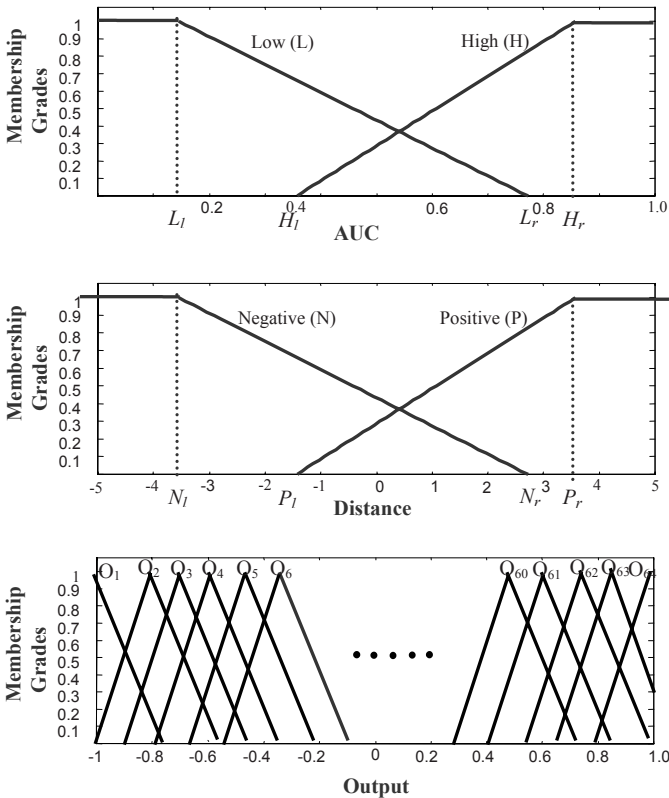 Membership Grades
1
0.9
0.8
0.7
0.6
0.5
0.4
0.3
0.2
0.1
Low (L)
High (H)
0.2 0.4 0.6 0.8 1.0
L_l H_l L_r H_r
AUC
Membership Grades
1
0.9
0.8
0.7
0.6
0.5
0.4
0.3
0.2
0.1
Negative (N)
Positive (P)
-5 -3 -1 0 1 2 3 4 5
N_l P_l N_r P_r
Distance
Membership Grades
1
0.9
0.8
0.7
0.6
0.5
0.4
0.3
0.2
0.1
O_1 O_2 O_3 O_4 O_5 O_6 O_60 O_61 O_62 O_63 O_64
-1 -0.8 -0.6 -0.4 -0.2 0 0.2 0.4 0.6 0.8 1.0
Output